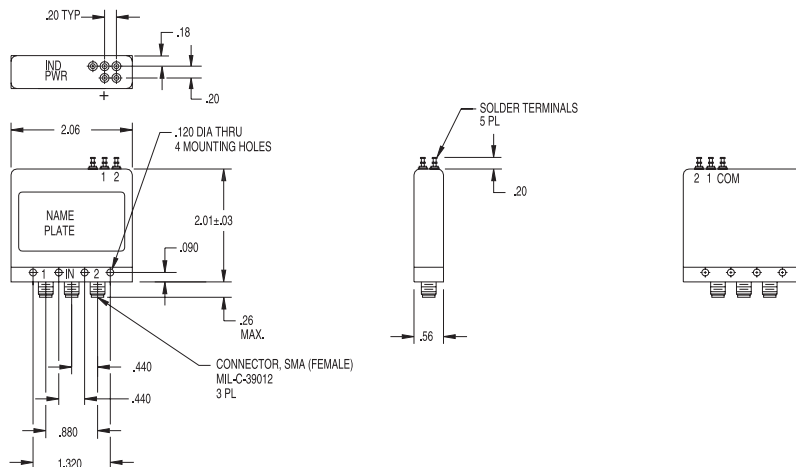 .20 TYP
.18
IND
PWR
+
.20
2.06
.120 DIA THRU
4 MOUNTING HOLES
SOLDER TERMINALS
5 PL
1 2
.20
2 1 COM
NAME
PLATE
2.01±.03
.090
1 IN 2
.26
MAX.
.56
.440
CONNECTOR, SMA (FEMALE)
MIL-C-39012
3 PL
.440
.880
1.320